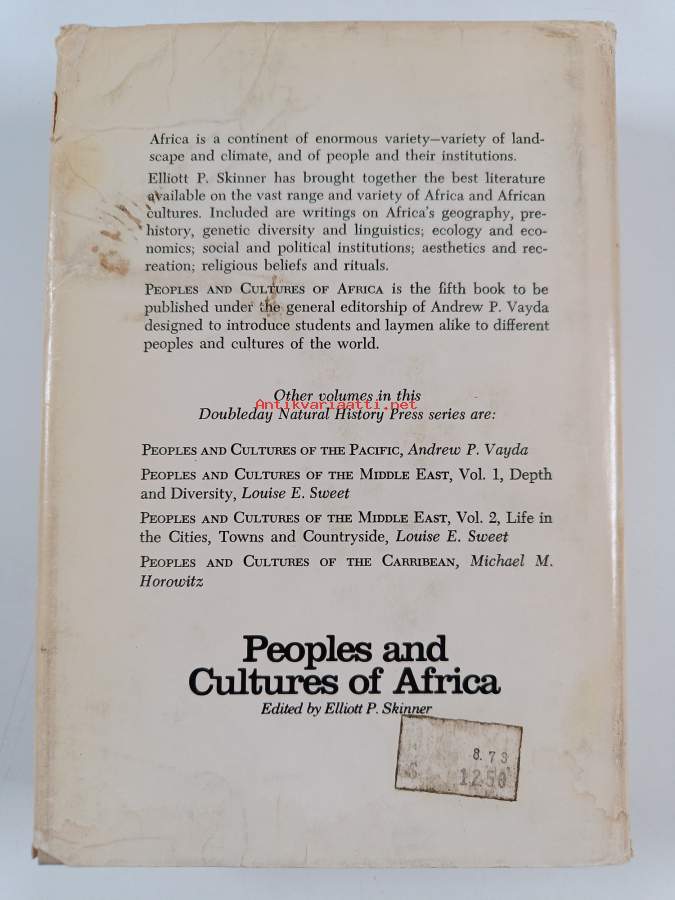 Africa is a continent of enormous variety—variety of land-
scape and climate, and of people and their institutions.
Elliott P. Skinner has brought together the best literature
available on the vast range and variety of Africa and African
cultures. Included are writings on Africa's geography, pre-
history, genetic diversity and linguistics; ecology and eco-
nomics; social and political institutions; aesthetics and rec-
reation; religious beliefs and rituals.
PEOPLES AND CULTURES OF AFRICA is the fifth book to be
published under the general editorship of Andrew P. Vayda
designed to introduce students and laymen alike to different
peoples and cultures of the world.
Other volumes in this
Antikvariaatti.net
Doubleday Natural History Press series are:
PEOPLES AND CULTURES OF THE PACIFIC, Andrew P. Vayda
PEOPLES AND CULTURES OF THE MIDDLE EAST, Vol. 1, Depth
and Diversity, Louise E. Sweet
PEOPLES AND CULTURES OF THE MIDDLE EAST, Vol. 2, Life in
the Cities, Towns and Countryside, Louise E. Sweet
PEOPLES AND CULTURES OF THE CARRIBEAN, Michael M.
Horowitz
Peoples and
Cultures of Africa
Edited by Elliott P. Skinner
8.73
1250